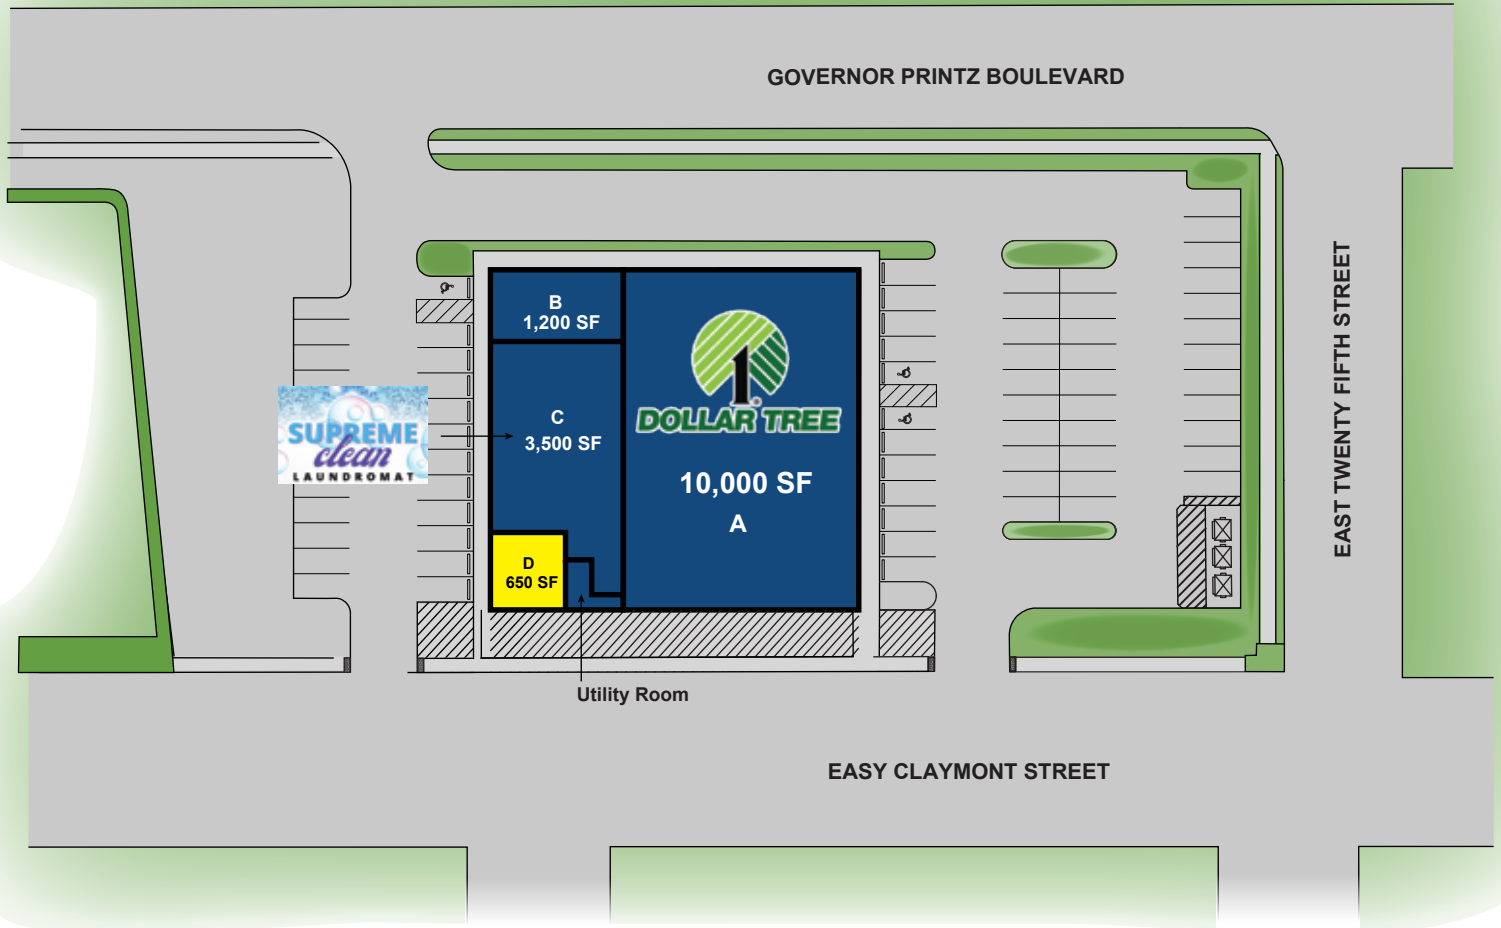 GOVERNOR PRINTZ BOULEVARD
B
1,200 SF
1
DOLLAR TREE
C
3,500 SF
SUPREME
clean
LAUNDROMAT
10,000 SF
A
D
650 SF
Utility Room
EAST TWENTY FIFTH STREET
EASY CLAYMONT STREET